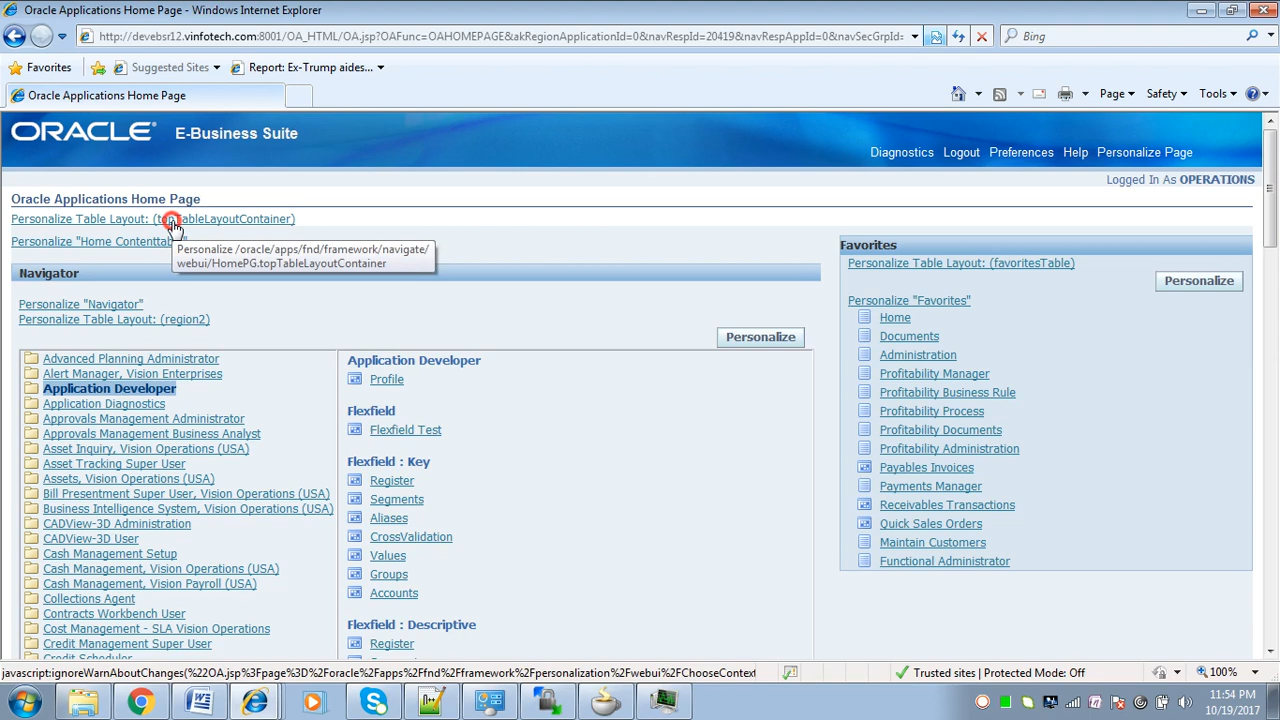 Oracle Applications Home Page - Windows Internet Explorer
http://devebsr12.vinfotech.com:8001/OA_HTML/OA.jsp?OAFunc=OAHOMEPAGE&akRegionApplicationId=0&navRespId=20419&navRespAppId=0&navSecGrpId=
Bing
Favorites
Suggested Sites
Report: Ex-Trump aides...
Oracle Applications Home Page
Page
Safety
Tools
ORACLE
E-Business Suite
Diagnostics Logout Preferences Help Personalize Page
Logged In As OPERATIONS
Oracle Applications Home Page
Personalize Table Layout: (topTableLayoutContainer)
Personalize "Home Contenttab
Personalize /oracle/apps/fnd/framework/navigate/
webui/HomePG.topTableLayoutContainer
Navigator
Personalize "Navigator"
Personalize Table Layout: (region2)
Personalize
Advanced Planning Administrator
Alert Manager, Vision Enterprises
Application Developer
Application Diagnostics
Approvals Management Administrator
Approvals Management Business Analyst
Asset Inquiry, Vision Operations (USA)
Asset Tracking Super User
Assets, Vision Operations (USA)
Bill Presentment Super User, Vision Operations (USA)
Business Intelligence System, Vision Operations (USA)
CADView-3D Administration
CADView-3D User
Cash Management Setup
Cash Management, Vision Operations (USA)
Cash Management, Vision Payroll (USA)
Collections Agent
Contracts Workbench User
Cost Management - SLA Vision Operations
Credit Management Super User
Credit Scheduler
Application Developer
Profile
Flexfield
Flexfield Test
Flexfield : Key
Register
Segments
Aliases
CrossValidation
Values
Groups
Accounts
Flexfield : Descriptive
Register
Favorites
Personalize Table Layout: (favoritesTable)
Personalize
Personalize "Favorites"
Home
Documents
Administration
Profitability Manager
Profitability Business Rule
Profitability Process
Profitability Documents
Profitability Administration
Payables Invoices
Payments Manager
Receivables Transactions
Quick Sales Orders
Maintain Customers
Functional Administrator
javascript:ignoreWarnAboutChanges(%22OA.jsp%3Fpage%3D%2Foracle%2Fapps%2Ffnd%2Fframework%2Fpersonalization%2Fwebui%2FChooseContext
Trusted sites | Protected Mode: Off
100%
11:54 PM
10/19/2017